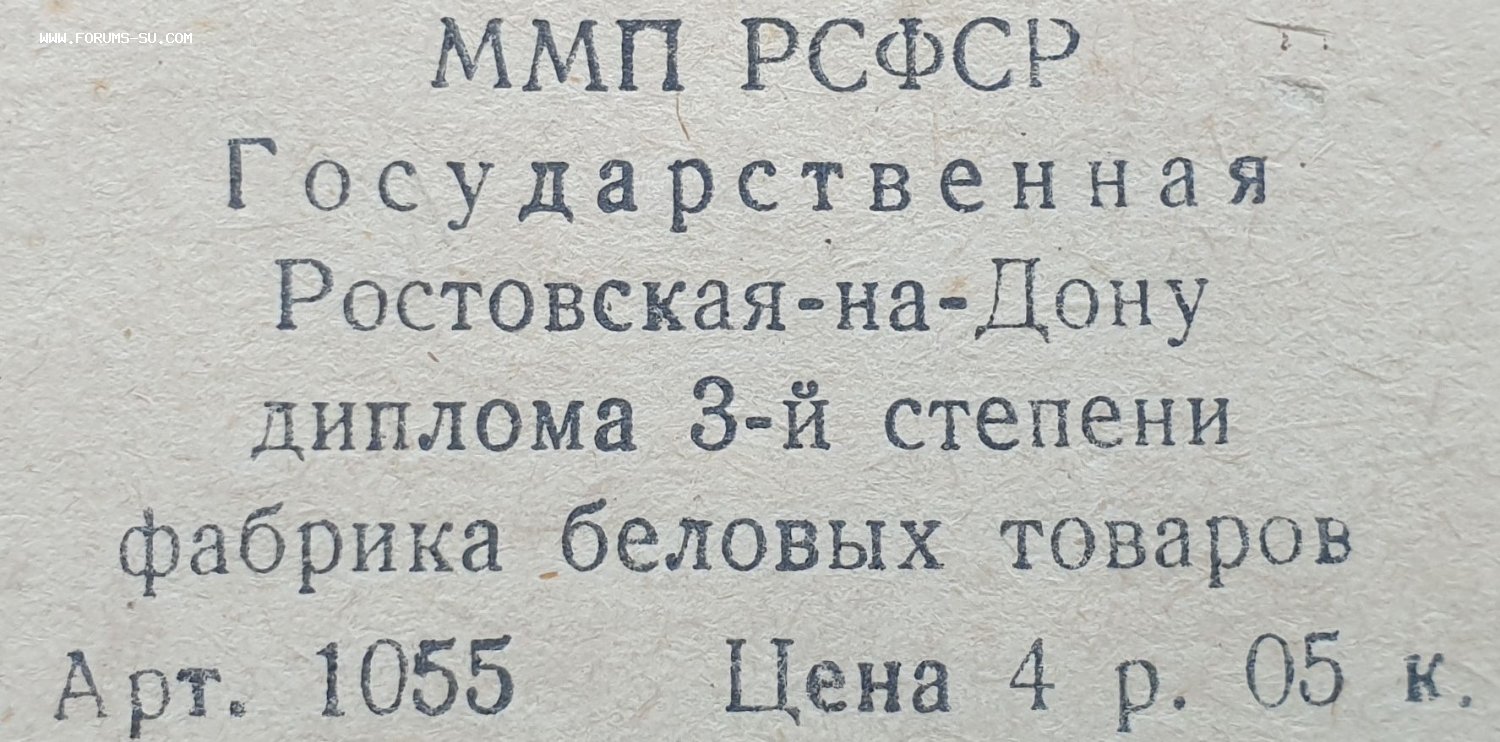 WWW.FORUMS-SU.COM
ММП РСФСР
Государственная
Ростовская-на-Дону
диплома 3-й степени
фабрика беловых товаров
Арт. 1055 Цена 4 р. 05 к.